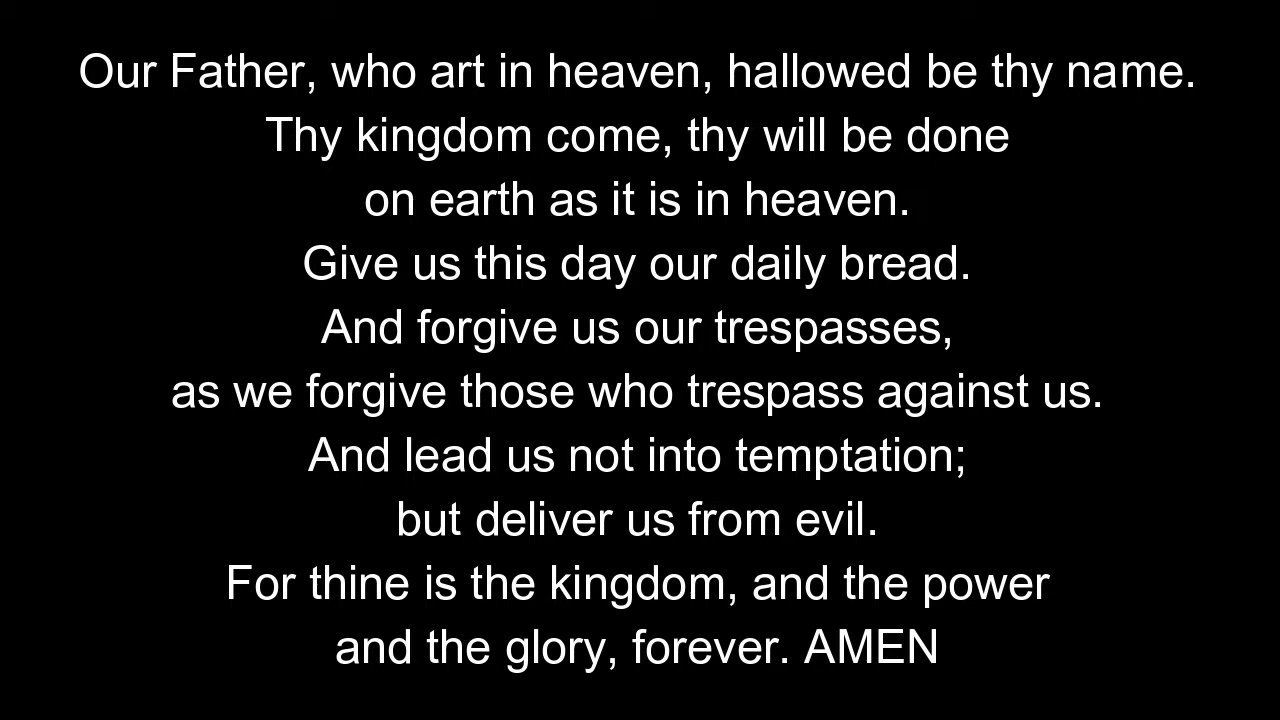 Our Father, who art in heaven, hallowed be thy name.
Thy kingdom come, thy will be done
on earth as it is in heaven.
Give us this day our daily bread.
And forgive us our trespasses,
as we forgive those who trespass against us.
And lead us not into temptation;
but deliver us from evil.
For thine is the kingdom, and the power
and the glory, forever. AMEN